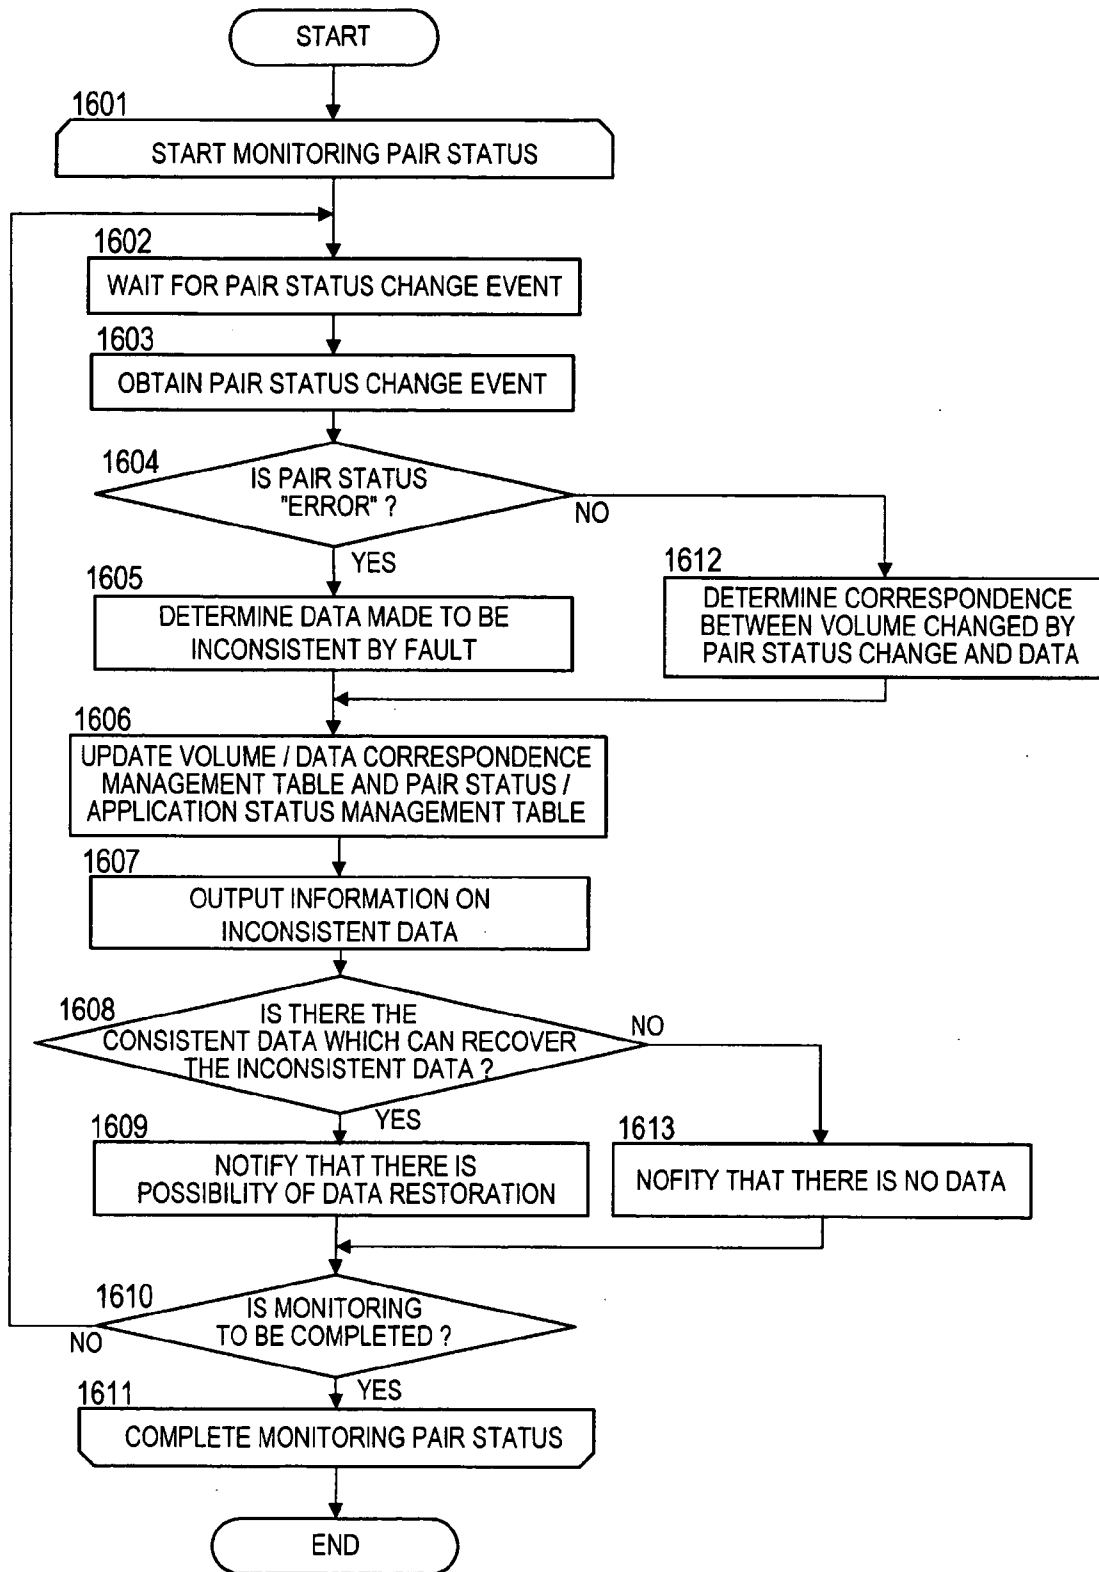 START
1601
START MONITORING PAIR STATUS
1602
WAIT FOR PAIR STATUS CHANGE EVENT
1603
OBTAIN PAIR STATUS CHANGE EVENT
1604
IS PAIR STATUS
"ERROR" ?
NO
YES
1605
DETERMINE DATA MADE TO BE
INCONSISTENT BY FAULT
1612
DETERMINE CORRESPONDENCE
BETWEEN VOLUME CHANGED BY
PAIR STATUS CHANGE AND DATA
1606
UPDATE VOLUME / DATA CORRESPONDENCE
MANAGEMENT TABLE AND PAIR STATUS /
APPLICATION STATUS MANAGEMENT TABLE
1607
OUTPUT INFORMATION ON
INCONSISTENT DATA
1608
IS THERE THE
CONSISTENT DATA WHICH CAN RECOVER
THE INCONSISTENT DATA ?
NO
YES
1609
NOTIFY THAT THERE IS
POSSIBILITY OF DATA RESTORATION
1613
NOFITY THAT THERE IS NO DATA
1610
IS MONITORING
TO BE COMPLETED ?
NO
YES
1611
COMPLETE MONITORING PAIR STATUS
END